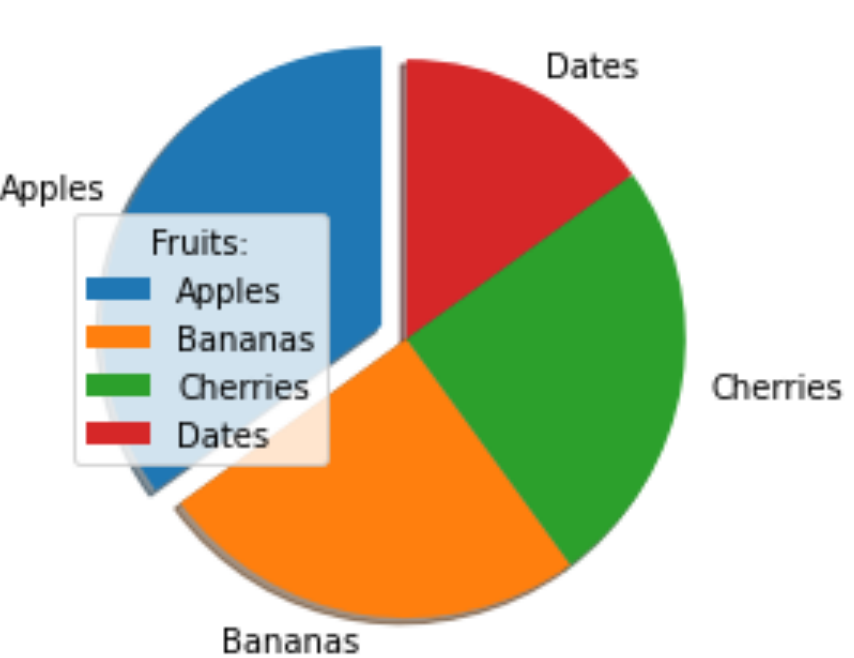 Dates
Apples
Fruits:
Apples
Bananas
Cherries
Dates
Cherries
Bananas